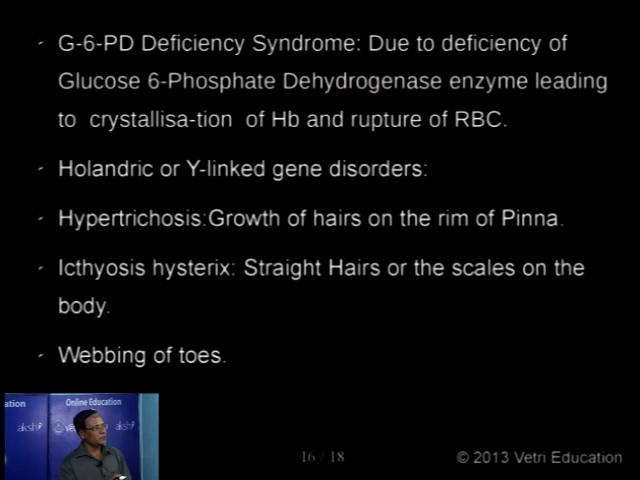 - G-6-PD Deficiency Syndrome: Due to deficiency of
Glucose 6-Phosphate Dehydrogenase enzyme leading
to crystallisa-tion of Hb and rupture of RBC.
- Holandric or Y-linked gene disorders:
- Hypertrichosis:Growth of hairs on the rim of Pinna.
- Icthyosis hysterix: Straight Hairs or the scales on the
body.
- Webbing of toes.
Online Education
aksh
16 / 18
© 2013 Vetri Education